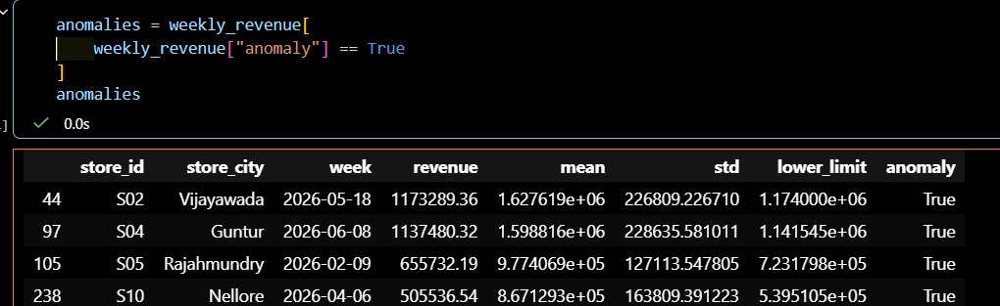 anomalies = weekly_revenue[
    weekly_revenue["anomaly"] == True
]
anomalies
]
0.0s
store_id store_city week revenue mean std lower_limit anomaly
44 S02 Vijayawada 2026-05-18 1173289.36 1.627619e+06 226809.226710 1.174000e+06 True
97 S04 Guntur 2026-06-08 1137480.32 1.598816e+06 228635.581011 1.141545e+06 True
105 S05 Rajahmundry 2026-02-09 655732.19 9.774069e+05 127113.547805 7.231798e+05 True
238 S10 Nellore 2026-04-06 505536.54 8.671293e+05 163809.391223 5.395105e+05 True